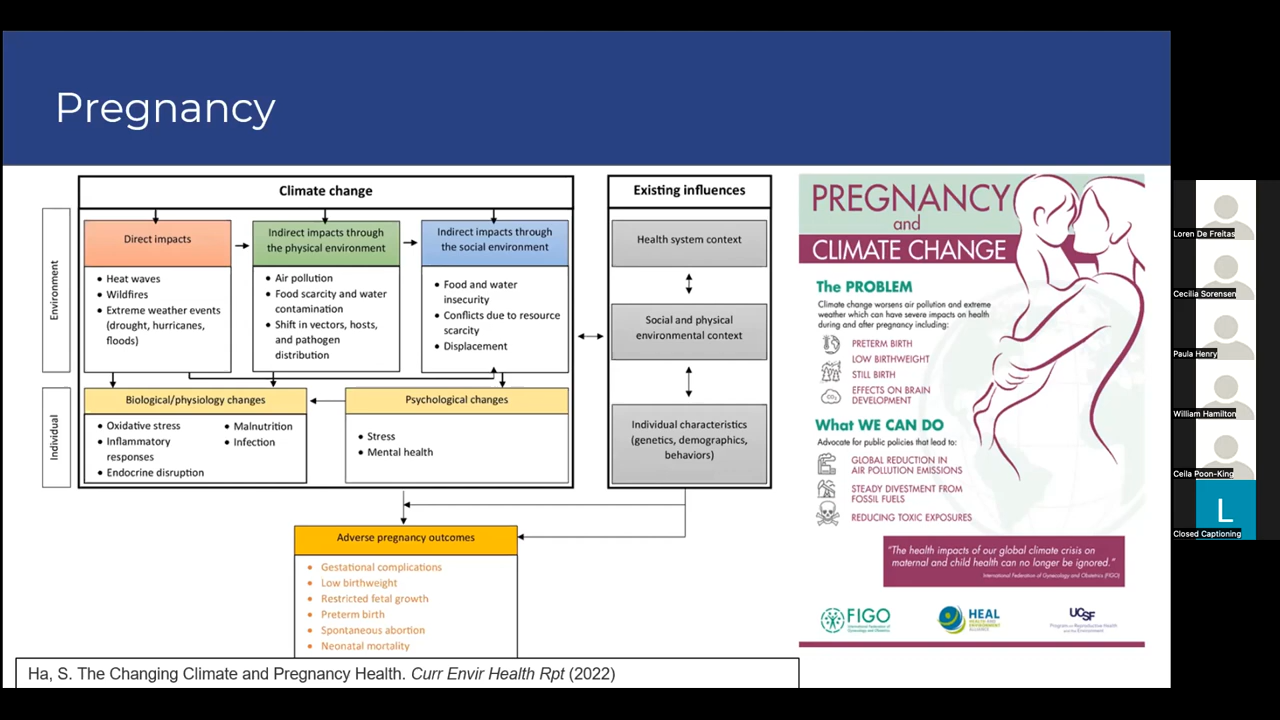 Pregnancy
Climate change
Environment
Direct impacts
Heat waves
Wildfires
Extreme weather events
(drought, hurricanes,
floods)
Indirect impacts through
the physical environment
Air pollution
Food scarcity and water
contamination
Shift in vectors, hosts,
and pathogen
distribution
Indirect impacts through
the social environment
Food and water
insecurity
Conflicts due to resource
scarcity
Displacement
Individual
Biological/physiology changes
Oxidative stress
Inflammatory
responses
Endocrine disruption
Malnutrition
Infection
Psychological changes
Stress
Mental health
Existing influences
Health system context
Social and physical
environmental context
Individual characteristics
(genetics, demographics,
behaviors)
Adverse pregnancy outcomes
Gestational complications
Low birthweight
Restricted fetal growth
Preterm birth
Spontaneous abortion
Neonatal mortality
Ha, S. The Changing Climate and Pregnancy Health. Curr Envir Health Rpt (2022)
PREGNANCY
and
CLIMATE CHANGE
The PROBLEM
Climate change worsens air pollution and extreme
weather which can have severe impacts on health
during and after pregnancy including:
PRETERM BIRTH
LOW BIRTHWEIGHT
STILL BIRTH
EFFECTS ON BRAIN
DEVELOPMENT
What WE CAN DO
Advocate for public policies that lead to:
GLOBAL REDUCTION IN
AIR POLLUTION EMISSIONS
STEADY DIVESTMENT FROM
FOSSIL FUELS
REDUCING TOXIC EXPOSURES
"The health impacts of our global climate crisis on
maternal and child health can no longer be ignored."
International Federation of Gynecology and Obstetrics (FIGO)
FIGO
International Federation of
Gynecology and Obstetrics
HEAL
HEALTH AND
ENVIRONMENT
ALLIANCE
UCSF
Program on Reproductive Health
and the Environment
Loren De Freitas
Cecilia Sorensen
Paula Henry
William Hamilton
Ceila Poon-King
L
Closed Captioning